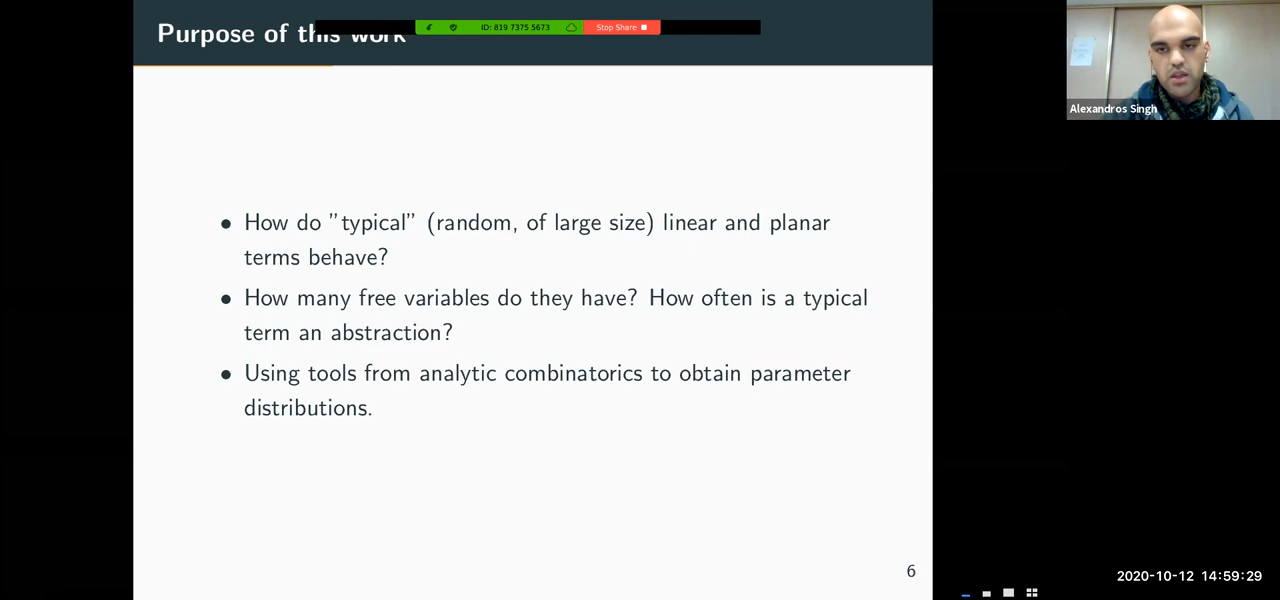 Purpose of this work
ID: 819 7375 5673
Stop Share
Alexandros Singh
• How do ”typical” (random, of large size) linear and planar
terms behave?
• How many free variables do they have? How often is a typical
term an abstraction?
• Using tools from analytic combinatorics to obtain parameter
distributions.
6
2020-10-12 14:59:29